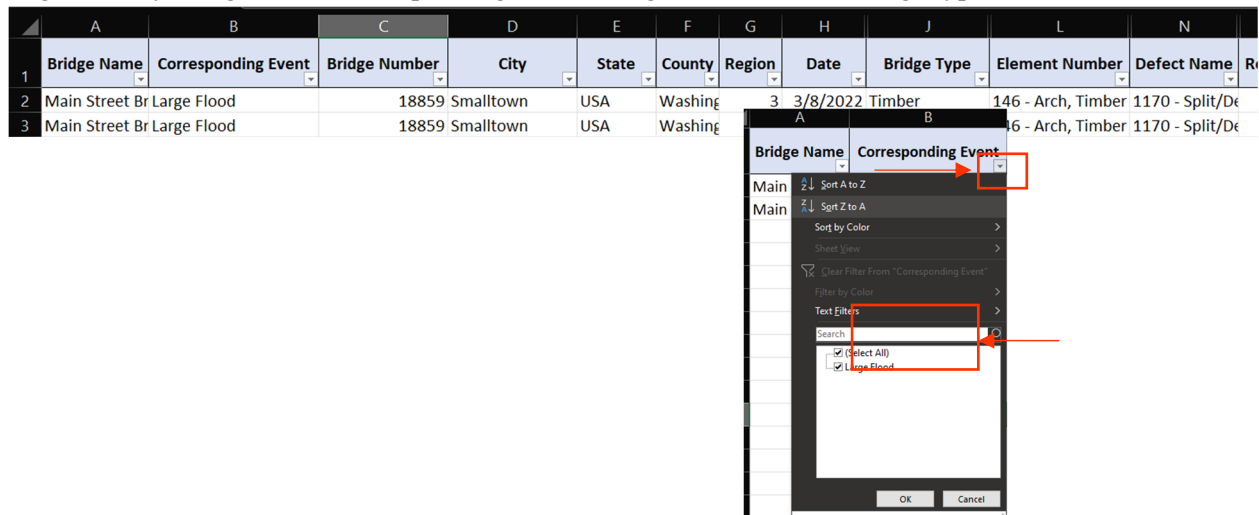 A B C D E F G H J L N
1 Bridge Name Corresponding Event Bridge Number City State County Region Date Bridge Type Element Number Defect Name
2 Main Street Br Large Flood 18859 Smalltown USA Washing 3 3/8/2022 Timber 146 - Arch, Timber 1170 - Split/De
3 Main Street Br Large Flood 18859 Smalltown USA Washing 46 - Arch, Timber 1170 - Split/De
A B
Bridge Name Corresponding Event
Main
Main
Sort A to Z
Sort Z to A
Sort by Color
Sheet View
Clear Filter From "Corresponding Event"
Filter by Color
Text Filters
Search
(Select All)
Large Flood
OK Cancel